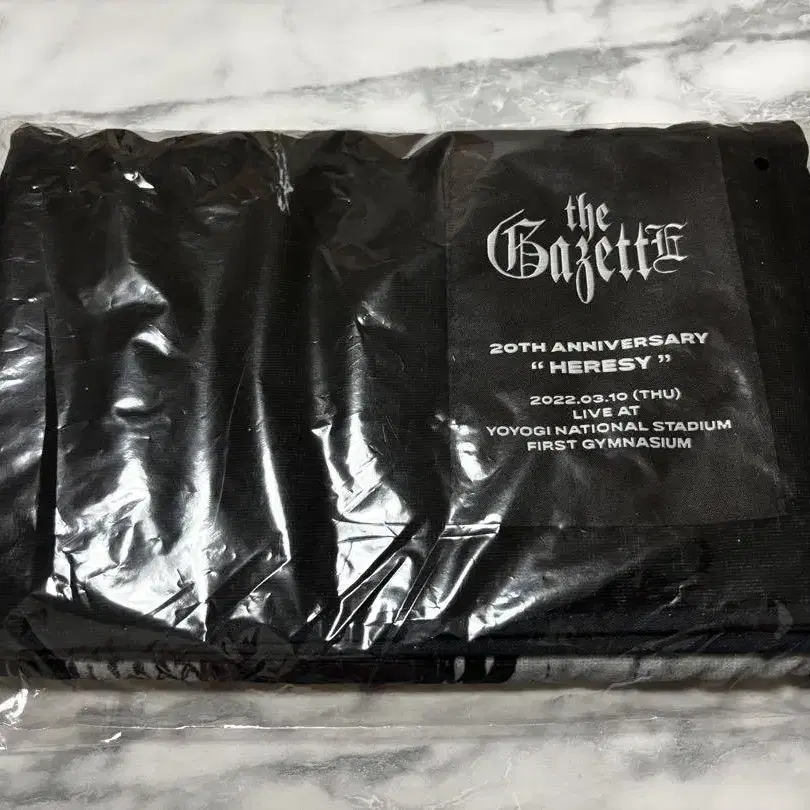 the
GazettE
20TH ANNIVERSARY
“ HERESY ”
2022.03.10 (THU)
LIVE AT
YOYOGI NATIONAL STADIUM
FIRST GYMNASIUM